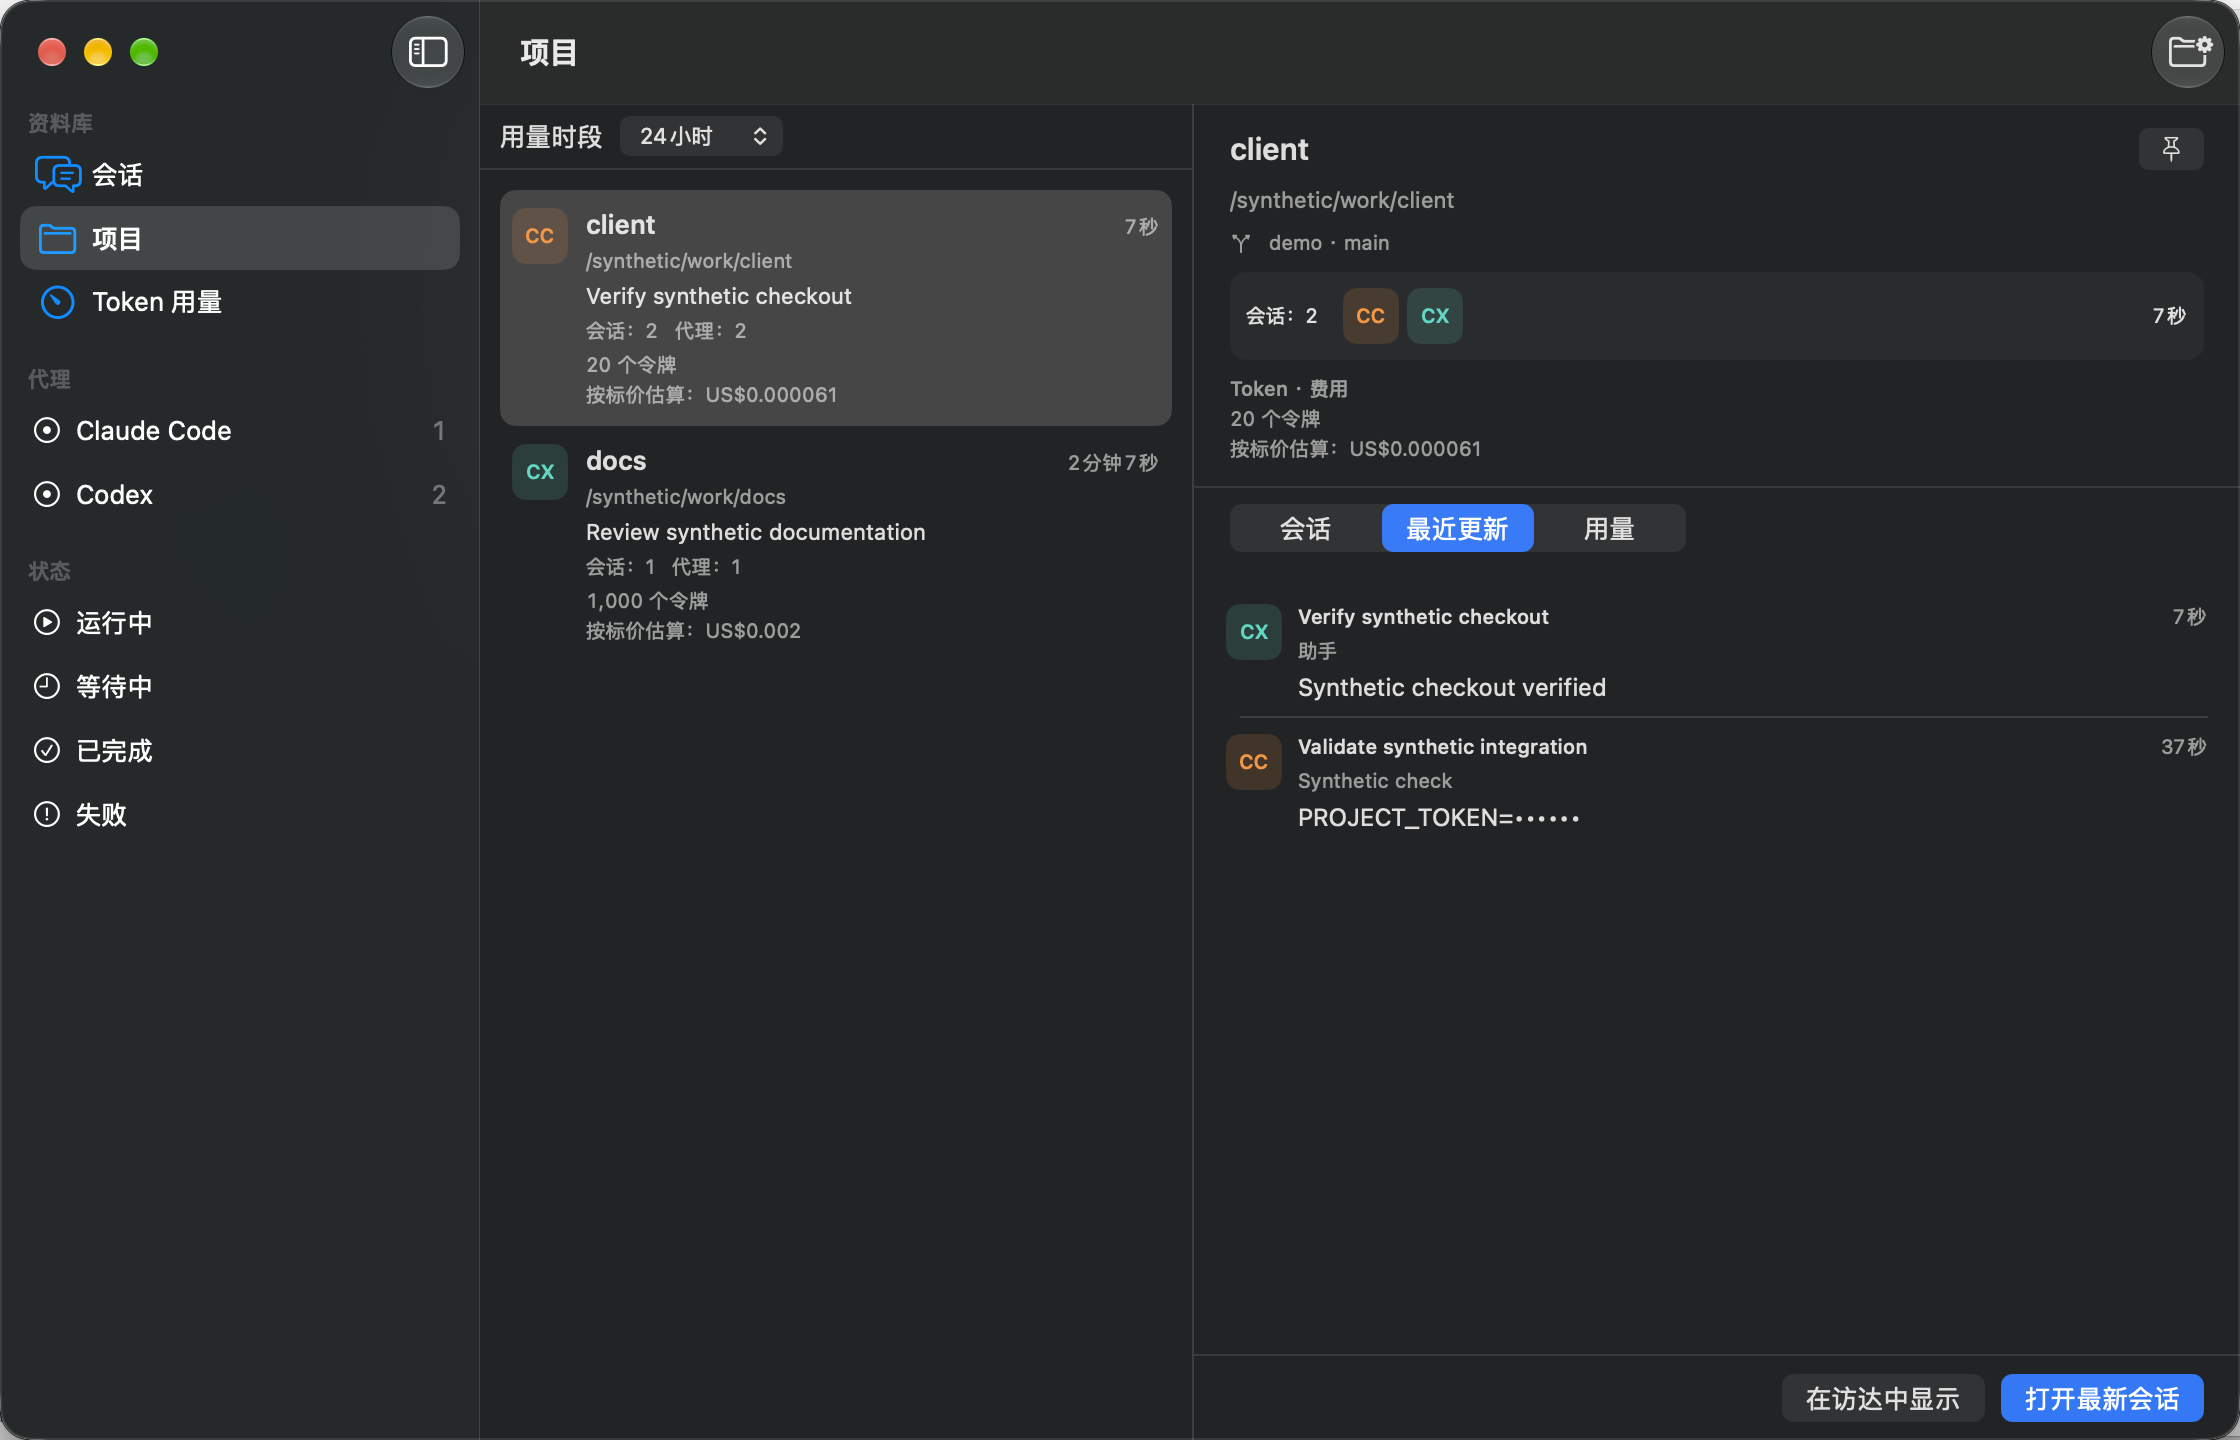 项目
资料库
会话
项目
Token 用量
代理
Claude Code 1
Codex 2
状态
运行中
等待中
已完成
失败
用量时段 24小时
CC client 7秒
/synthetic/work/client
Verify synthetic checkout
会话：2 代理：2
20 个令牌
按标价估算：US$0.000061
CX docs 2分钟7秒
/synthetic/work/docs
Review synthetic documentation
会话：1 代理：1
1,000 个令牌
按标价估算：US$0.002
client
/synthetic/work/client
demo · main
会话：2 CC CX 7秒
Token · 费用
20 个令牌
按标价估算：US$0.000061
会话 最近更新 用量
CX Verify synthetic checkout 7秒
助手
Synthetic checkout verified
CC Validate synthetic integration 37秒
Synthetic check
PROJECT_TOKEN=••••••
在访达中显示 打开最新会话